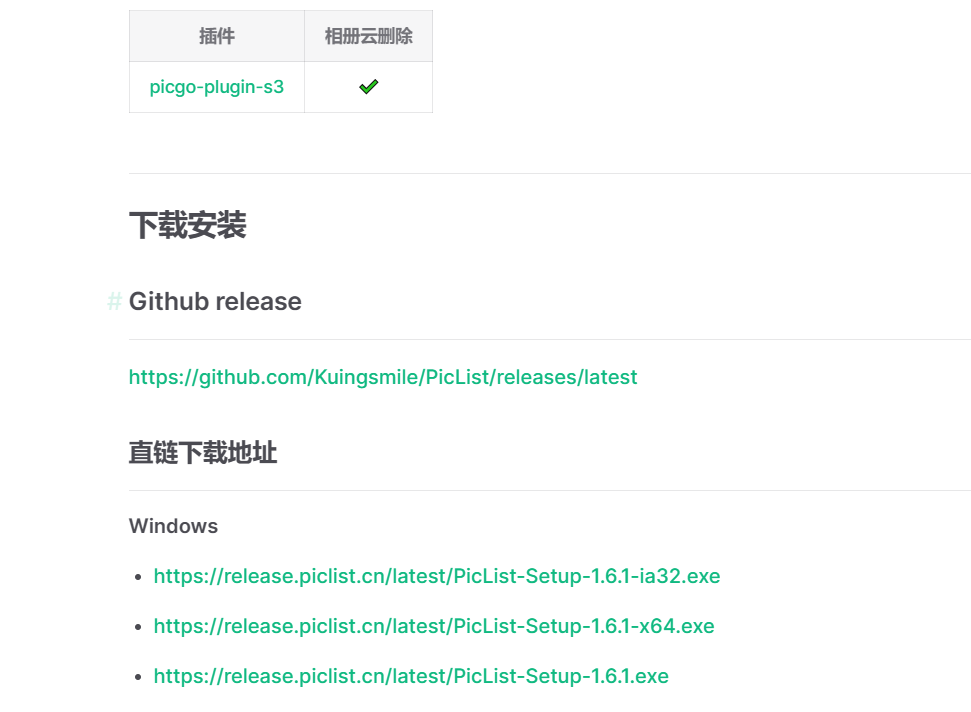 插件 相册云删除
picgo-plugin-s3 ✔
下载安装
# Github release
https://github.com/Kuingsmile/PicList/releases/latest
直链下载地址
Windows
• https://release.piclist.cn/latest/PicList-Setup-1.6.1-ia32.exe
• https://release.piclist.cn/latest/PicList-Setup-1.6.1-x64.exe
• https://release.piclist.cn/latest/PicList-Setup-1.6.1.exe